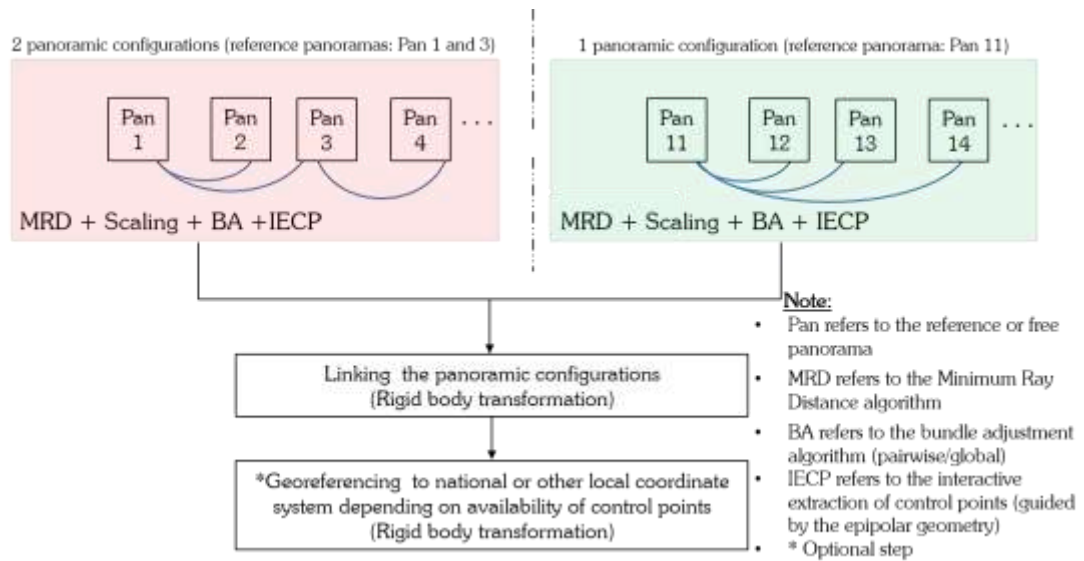 2 panoramic configurations (reference panoramas: Pan 1 and 3)
Pan
1
Pan
2
Pan
3
Pan
4
. . .
MRD + Scaling + BA +IECP
1 panoramic configuration (reference panorama: Pan 11)
Pan
11
Pan
12
Pan
13
Pan
14
. . .
MRD + Scaling + BA + IECP
Linking the panoramic configurations
(Rigid body transformation)
*Georeferencing to national or other local coordinate
system depending on availability of control points
(Rigid body transformation)
Note:
• Pan refers to the reference or free
panorama
• MRD refers to the Minimum Ray
Distance algorithm
• BA refers to the bundle adjustment
algorithm (pairwise/global)
• IECP refers to the interactive
extraction of control points (guided
by the epipolar geometry)
• * Optional step